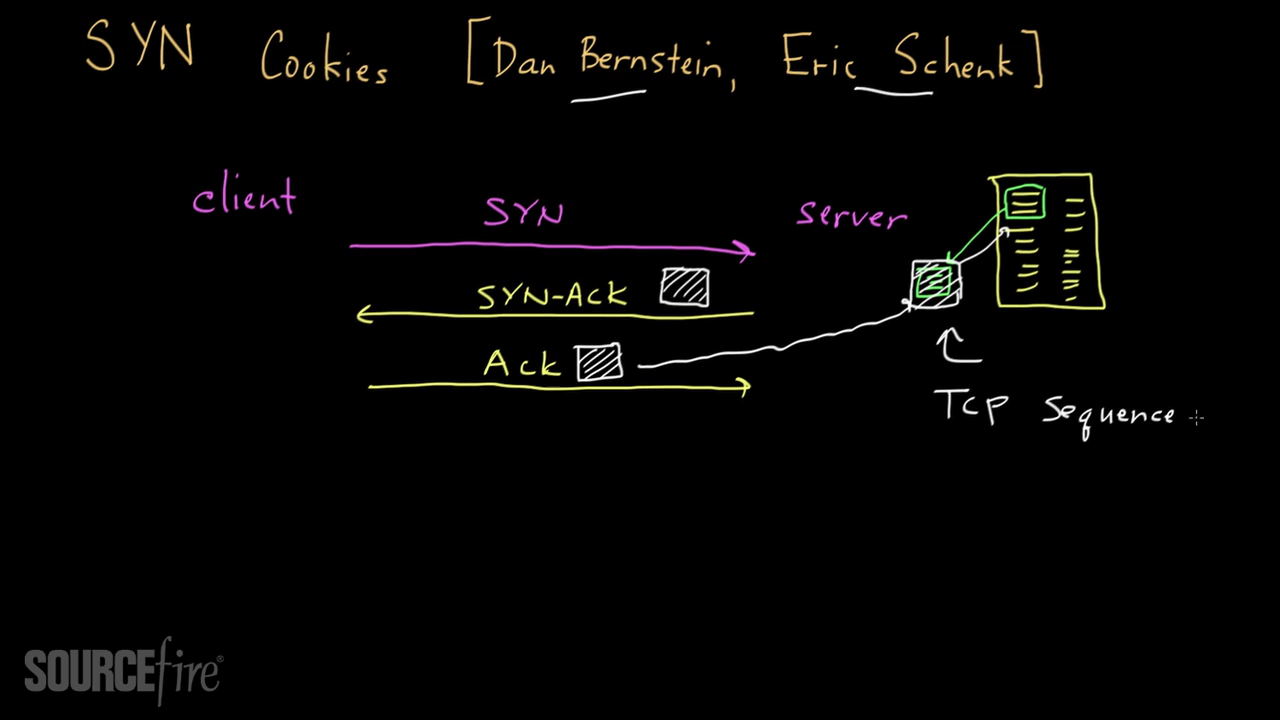 SYN Cookies [Dan Bernstein, Eric Schenk]
client SYN server
SYN-Ack
Ack
TCP Sequence
SOURCEfire®